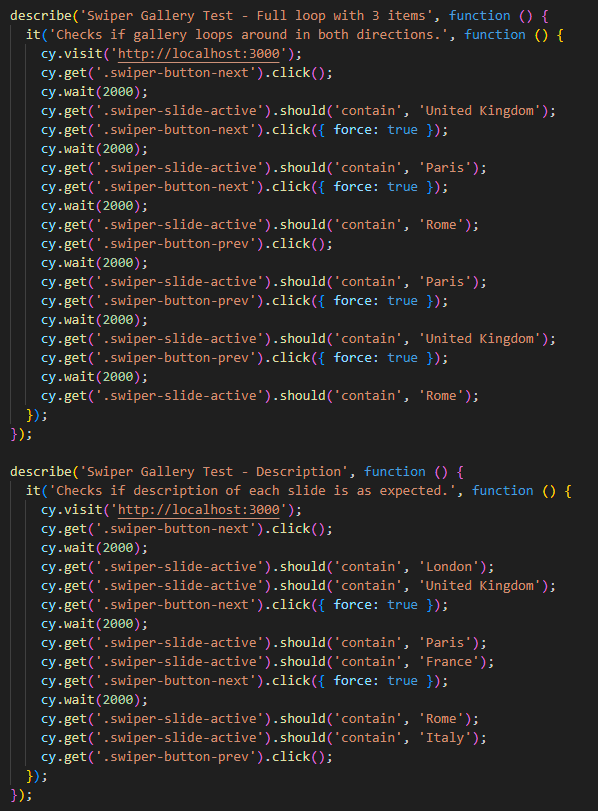 describe('Swiper Gallery Test - Full loop with 3 items', function () {
  it('Checks if gallery loops around in both directions.', function () {
    cy.visit('http://localhost:3000');
    cy.get('.swiper-button-next').click();
    cy.wait(2000);
    cy.get('.swiper-slide-active').should('contain', 'United Kingdom');
    cy.get('.swiper-button-next').click({ force: true });
    cy.wait(2000);
    cy.get('.swiper-slide-active').should('contain', 'Paris');
    cy.get('.swiper-button-next').click({ force: true });
    cy.wait(2000);
    cy.get('.swiper-slide-active').should('contain', 'Rome');
    cy.get('.swiper-button-prev').click();
    cy.wait(2000);
    cy.get('.swiper-slide-active').should('contain', 'Paris');
    cy.get('.swiper-button-prev').click({ force: true });
    cy.wait(2000);
    cy.get('.swiper-slide-active').should('contain', 'United Kingdom');
    cy.get('.swiper-button-prev').click({ force: true });
    cy.wait(2000);
    cy.get('.swiper-slide-active').should('contain', 'Rome');
  });
});

describe('Swiper Gallery Test - Description', function () {
  it('Checks if description of each slide is as expected.', function () {
    cy.visit('http://localhost:3000');
    cy.get('.swiper-button-next').click();
    cy.wait(2000);
    cy.get('.swiper-slide-active').should('contain', 'London');
    cy.get('.swiper-slide-active').should('contain', 'United Kingdom');
    cy.get('.swiper-button-next').click({ force: true });
    cy.wait(2000);
    cy.get('.swiper-slide-active').should('contain', 'Paris');
    cy.get('.swiper-slide-active').should('contain', 'France');
    cy.get('.swiper-button-next').click({ force: true });
    cy.wait(2000);
    cy.get('.swiper-slide-active').should('contain', 'Rome');
    cy.get('.swiper-slide-active').should('contain', 'Italy');
    cy.get('.swiper-button-prev').click();
  });
});